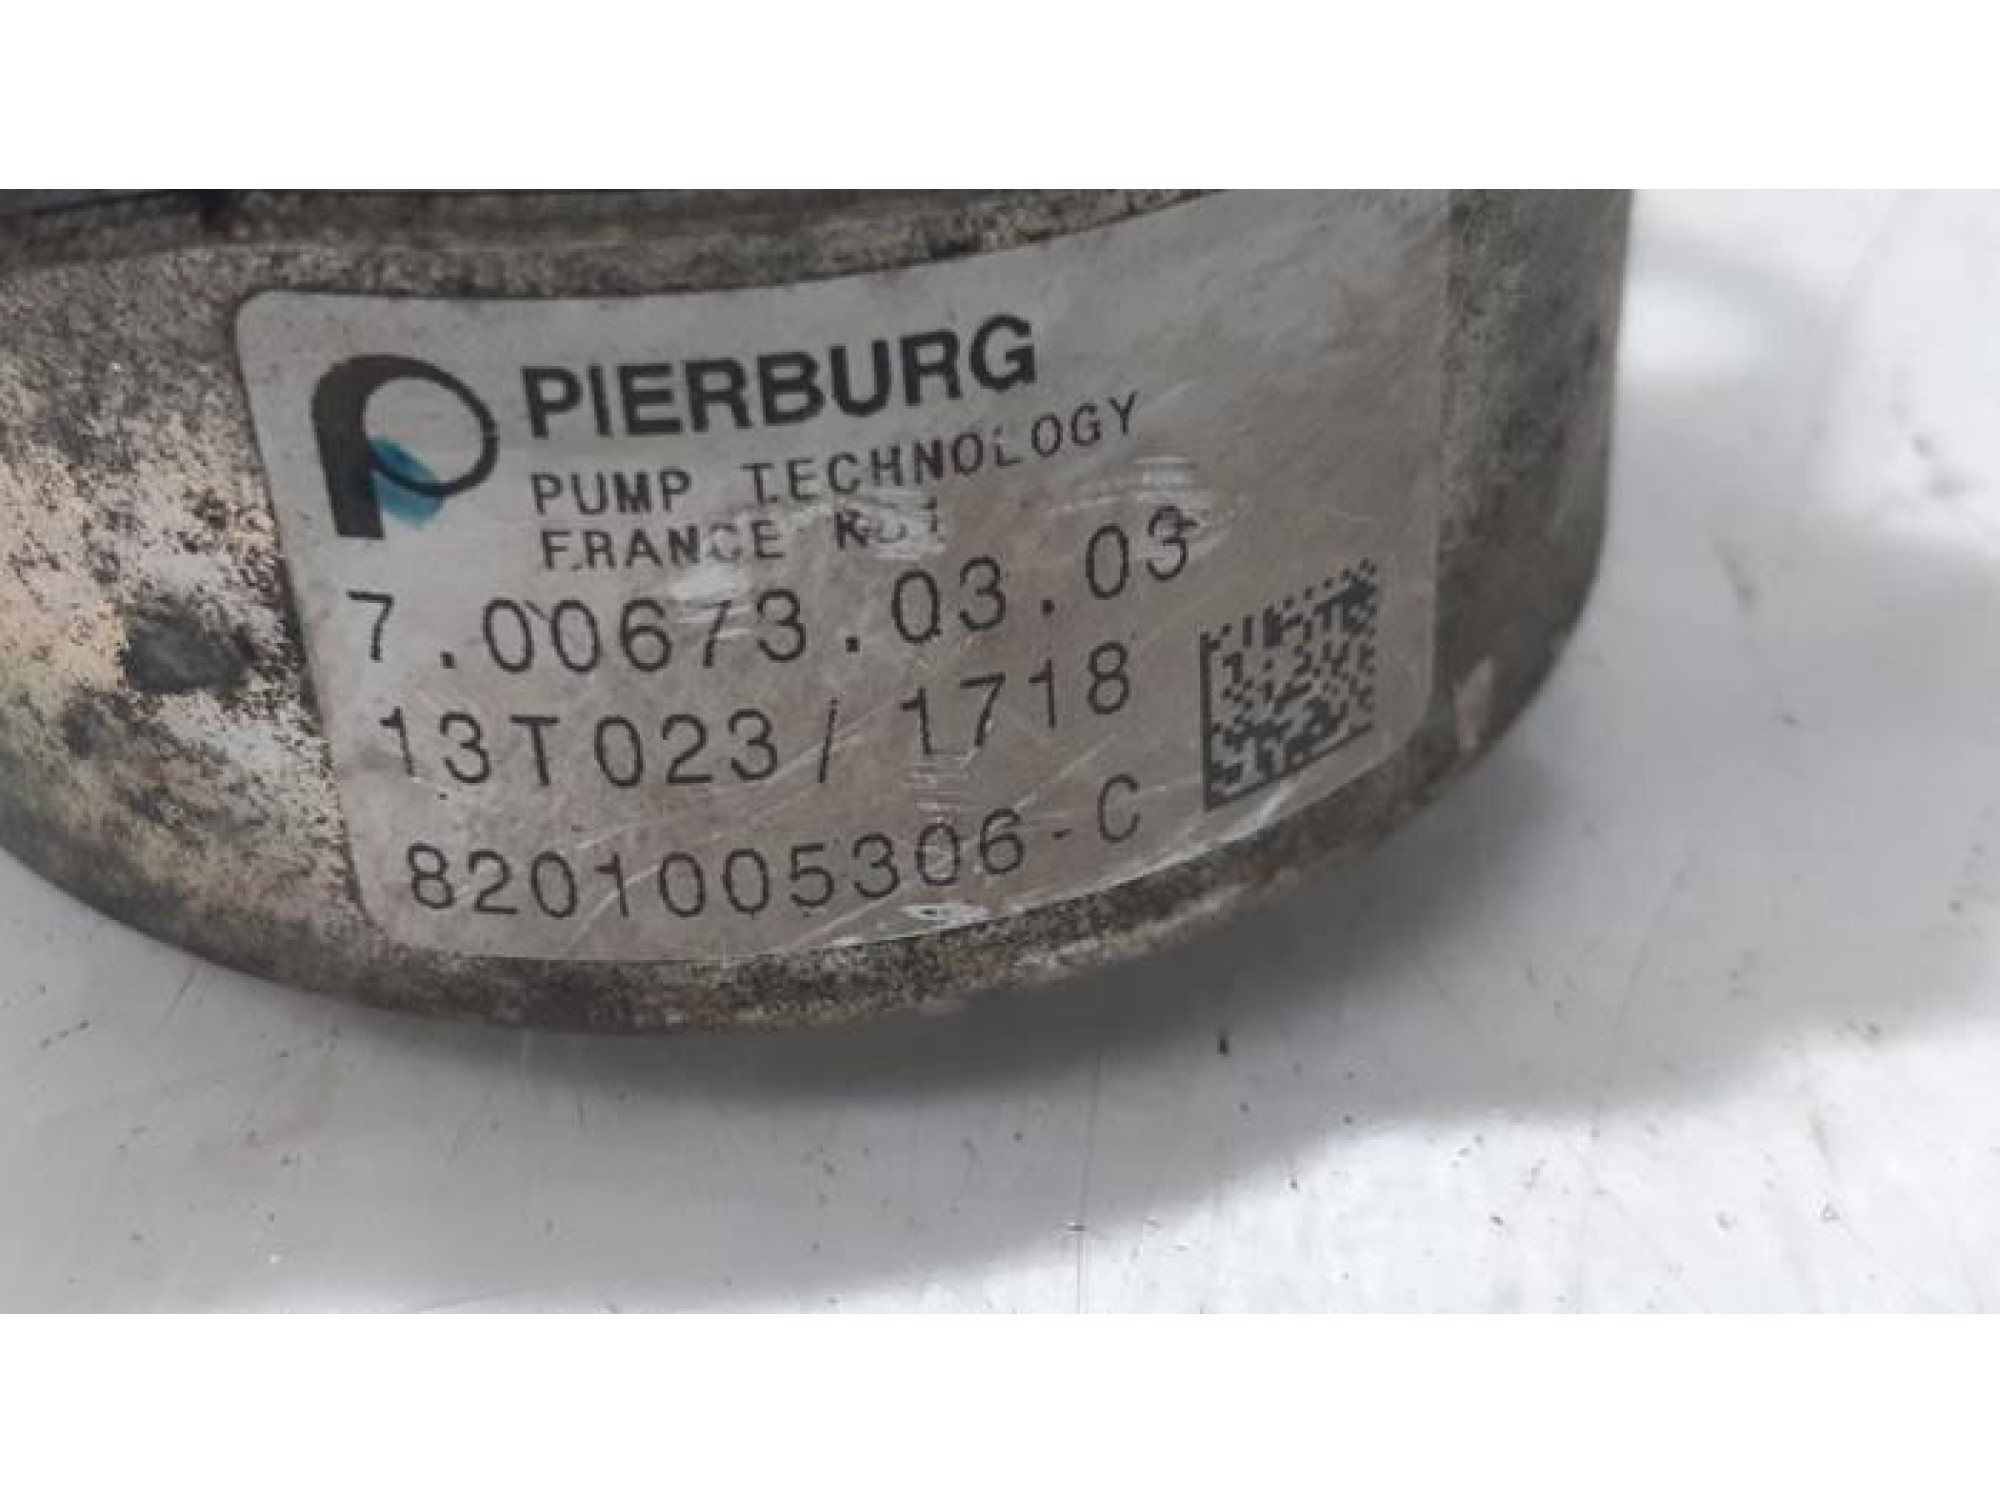 PIERBURG
PUMP TECHNOLOGY
FRANCE
7.00673.03.03
13T023/1718
8201005306-C